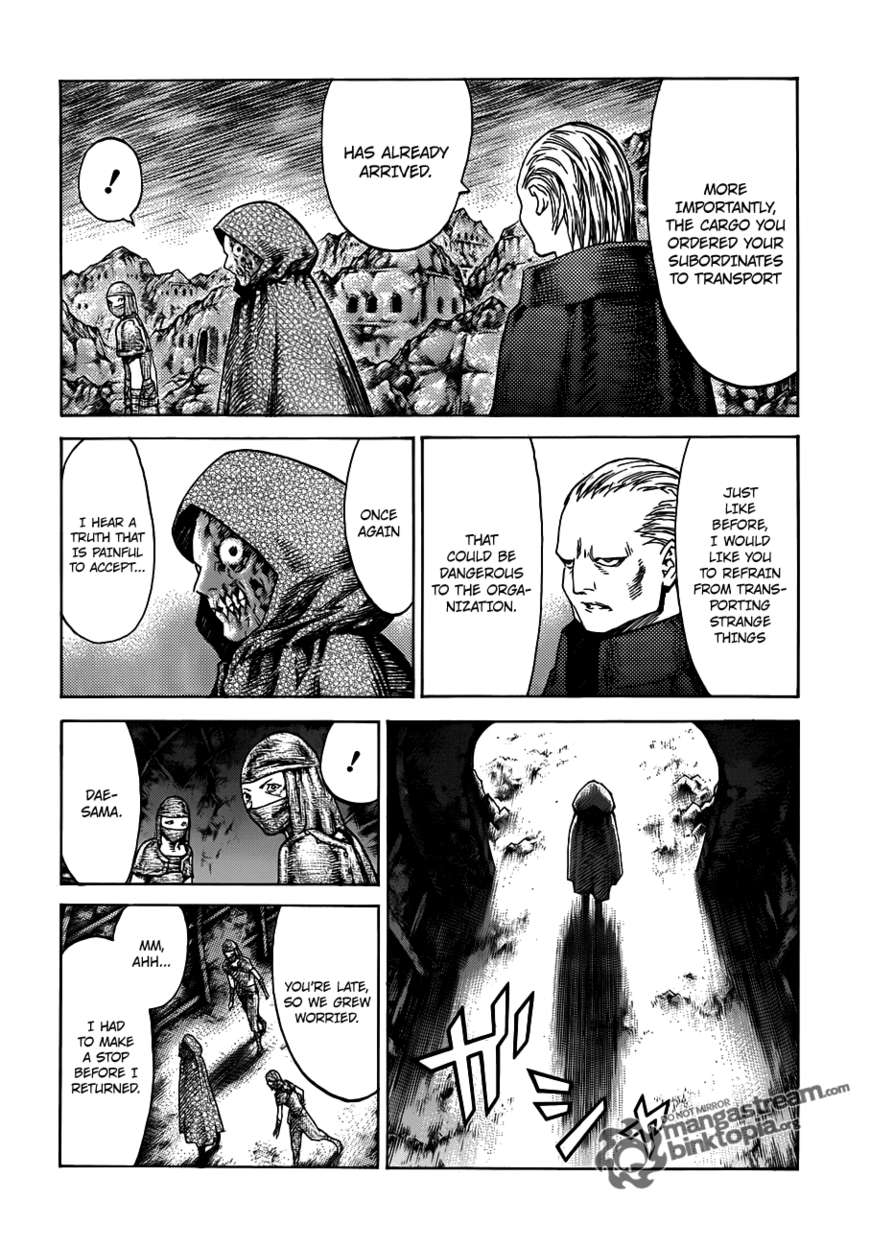 MORE
IMPORTANTLY,
THE CARGO YOU
ORDERED YOUR
SUBORDINATES
TO TRANSPORT
HAS ALREADY
ARRIVED.
!
JUST
LIKE
BEFORE,
I WOULD
LIKE YOU
TO REFRAIN
FROM TRANS-
PORTING
STRANGE
THINGS
THAT
COULD BE
DANGEROUS
TO THE ORGA-
NIZATION.
ONCE
AGAIN
I HEAR A
TRUTH THAT
IS PAINFUL
TO ACCEPT...
ザシャ
!
DAE-
SAMA.
YOU'RE LATE,
SO WE GREW
WORRIED.
MM,
AHH...
I HAD
TO MAKE
A STOP
BEFORE I
RETURNED.
DO NOT MIRROR
mangastream.com
binktopia.org